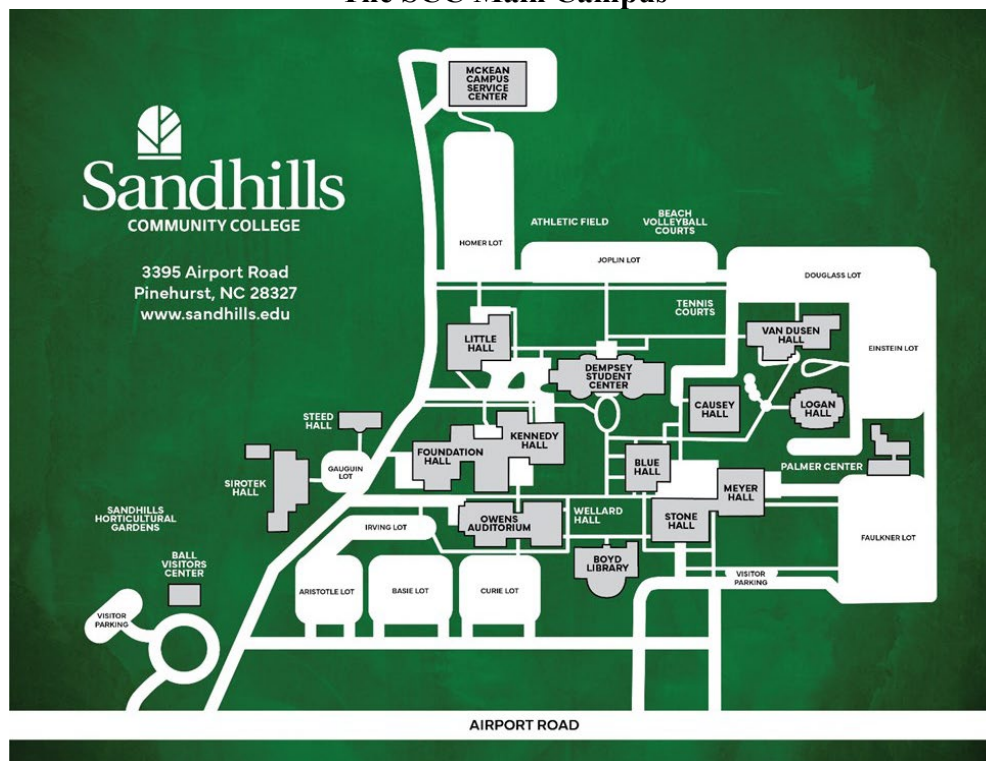 The SCC Main Campus
MCKEAN
CAMPUS
SERVICE
CENTER
Sandhills
COMMUNITY COLLEGE
3395 Airport Road
Pinehurst, NC 28327
www.sandhills.edu
HOMER LOT
ATHLETIC FIELD
BEACH
VOLLEYBALL
COURTS
JOPLIN LOT
DOUGLASS LOT
TENNIS
COURTS
LITTLE
HALL
VAN DUSEN
HALL
EINSTEIN LOT
DEMPSEY
STUDENT
CENTER
CAUSEY
HALL
LOGAN
HALL
STEED
HALL
KENNEDY
HALL
FOUNDATION
HALL
GAUGUIN
LOT
SIROTEK
HALL
BLUE
HALL
PALMER CENTER
MEYER
HALL
SANDHILLS
HORTICULTURAL
GARDENS
IRVING LOT
OWENS
AUDITORIUM
WELLARD
HALL
STONE
HALL
FAULKNER LOT
BALL
VISITORS
CENTER
BOYD
LIBRARY
VISITOR
PARKING
ARISTOTLE LOT
BASIE LOT
CURIE LOT
VISITOR
PARKING
AIRPORT ROAD